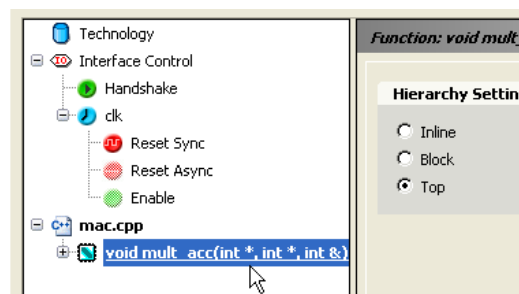 Technology
Interface Control
Handshake
clk
Reset Sync
Reset Async
Enable
mac.cpp
void mult_acc(int *, int *, int &)
Function: void mult_
Hierarchy Settin
Inline
Block
Top